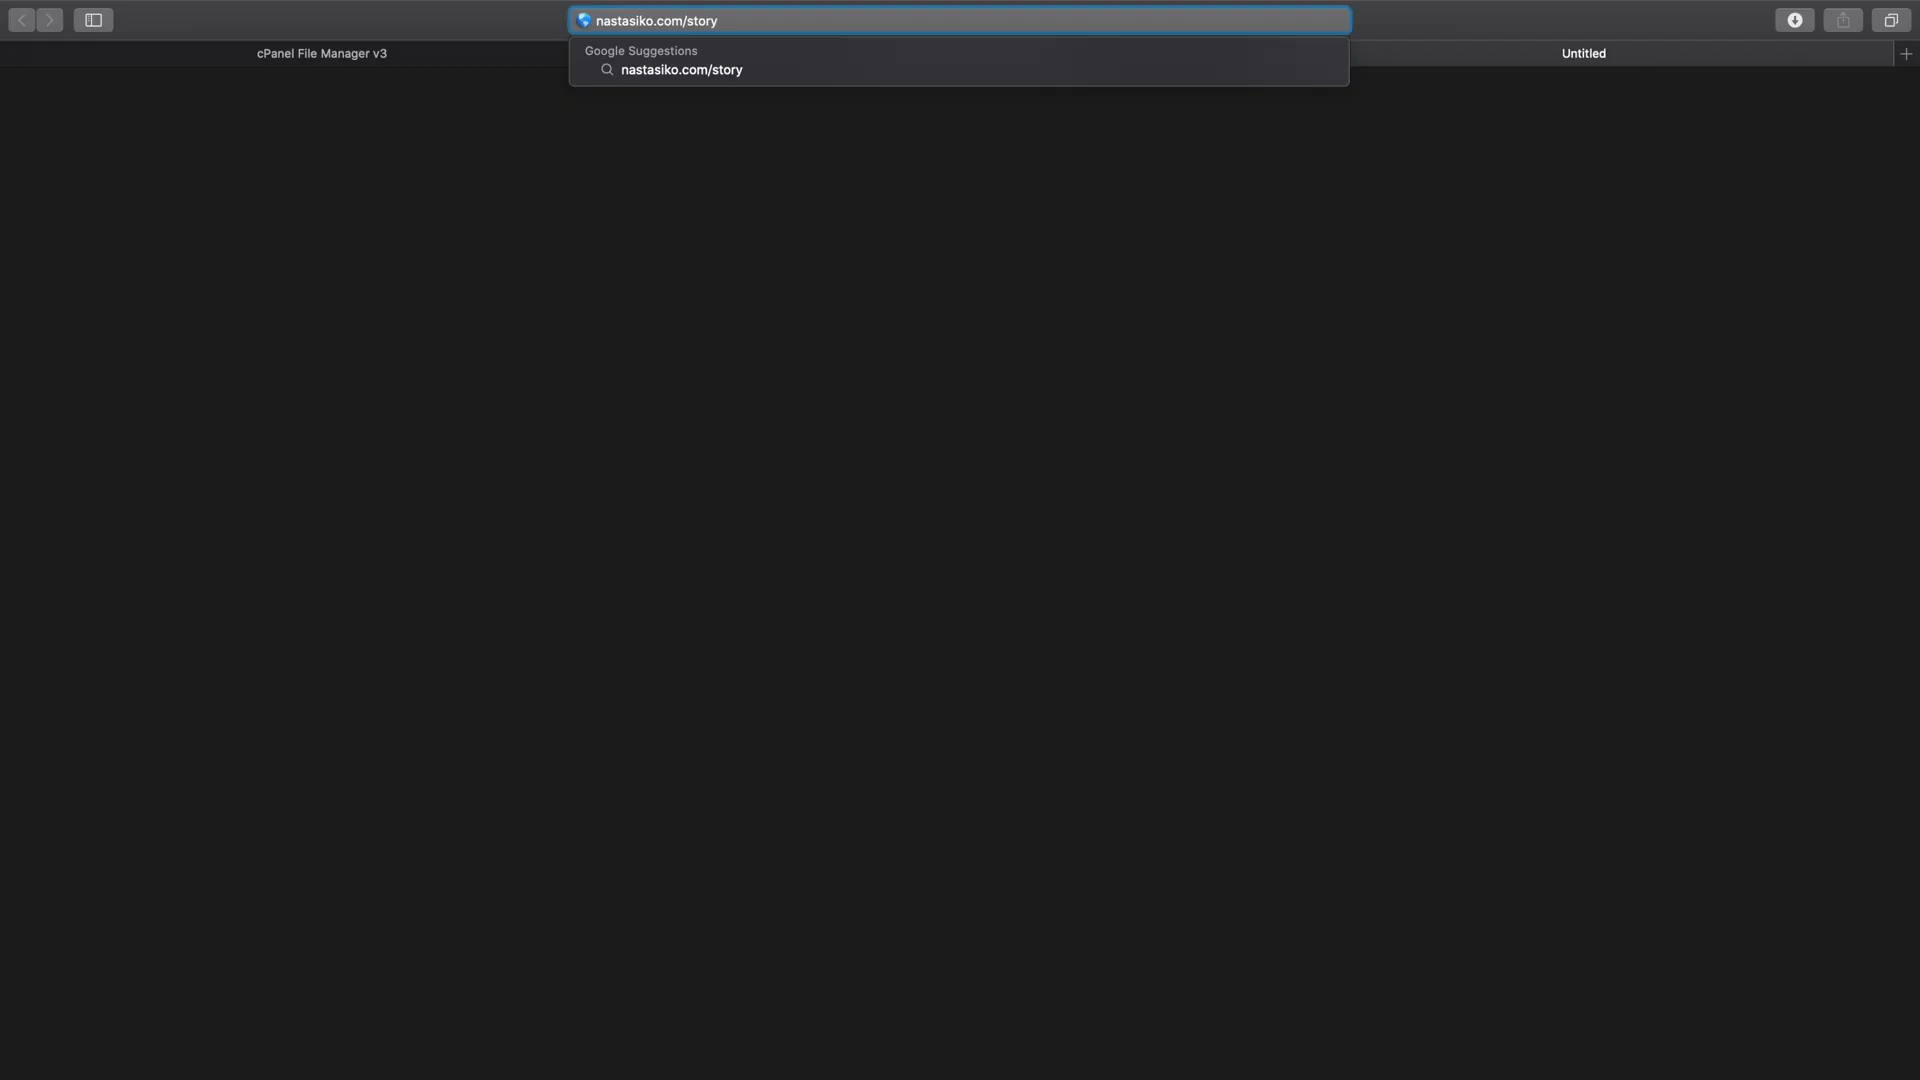 nastasiko.com/story
cPanel File Manager v3
Google Suggestions
nastasiko.com/story
Untitled